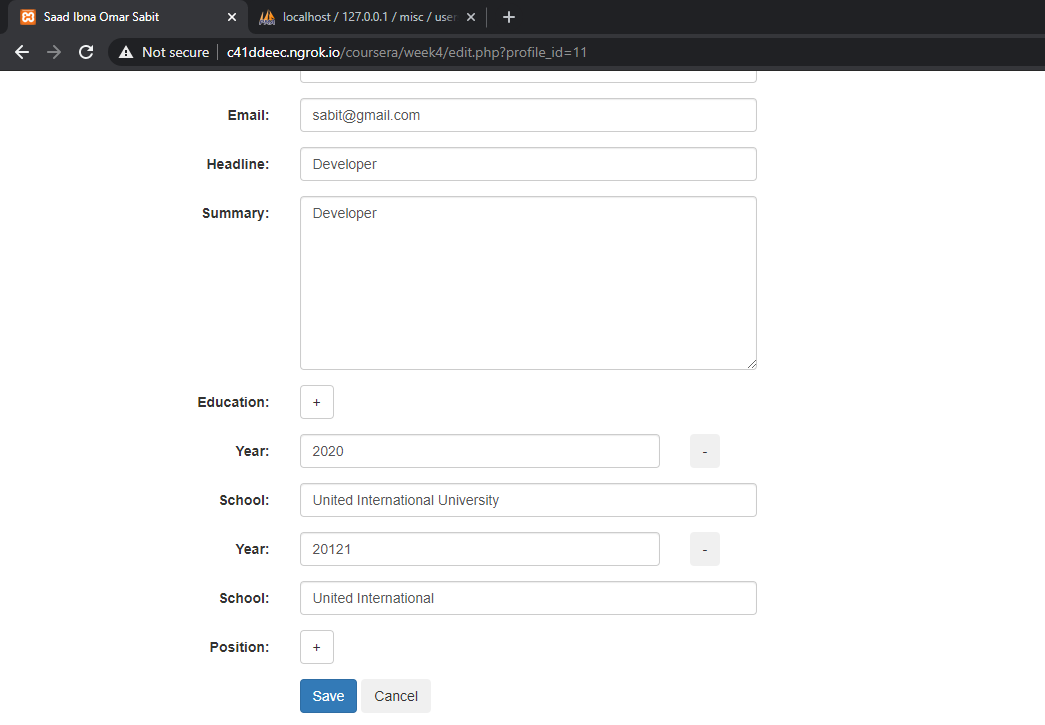 Saad Ibna Omar Sabit
localhost / 127.0.0.1 / misc / user
Not secure c41ddeec.ngrok.io/coursera/week4/edit.php?profile_id=11
Email: sabit@gmail.com
Headline: Developer
Summary: Developer
Education: +
Year: 2020 -
School: United International University
Year: 20121 -
School: United International
Position: +
Save Cancel